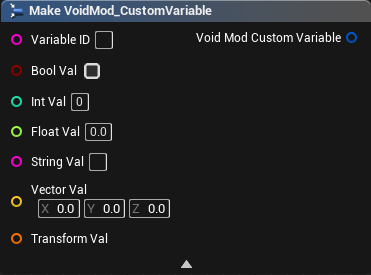 Make VoidMod_CustomVariable
Variable ID
Void Mod Custom Variable
Bool Val
Int Val 0
Float Val 0.0
String Val
Vector Val
X 0.0 Y 0.0 Z 0.0
Transform Val